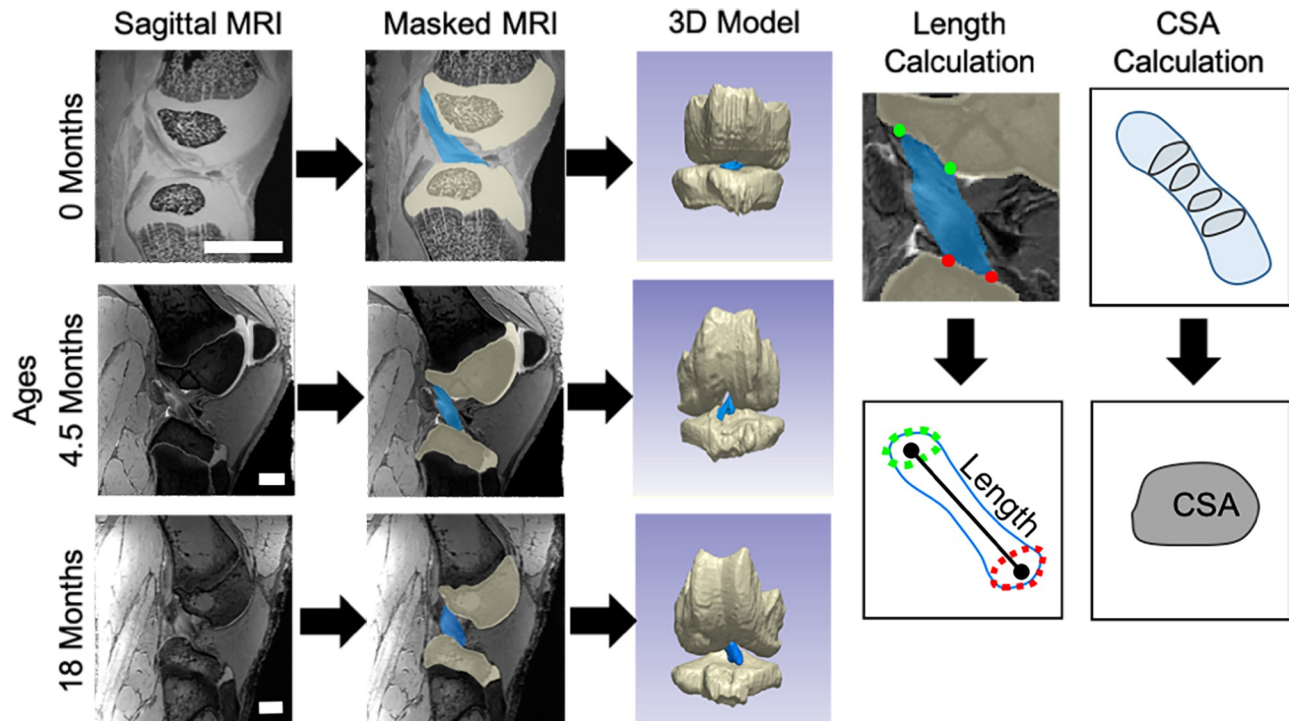 Sagittal MRI
Masked MRI
3D Model
Length
Calculation
CSA
Calculation
Ages
0 Months
4.5 Months
18 Months
Length
CSA